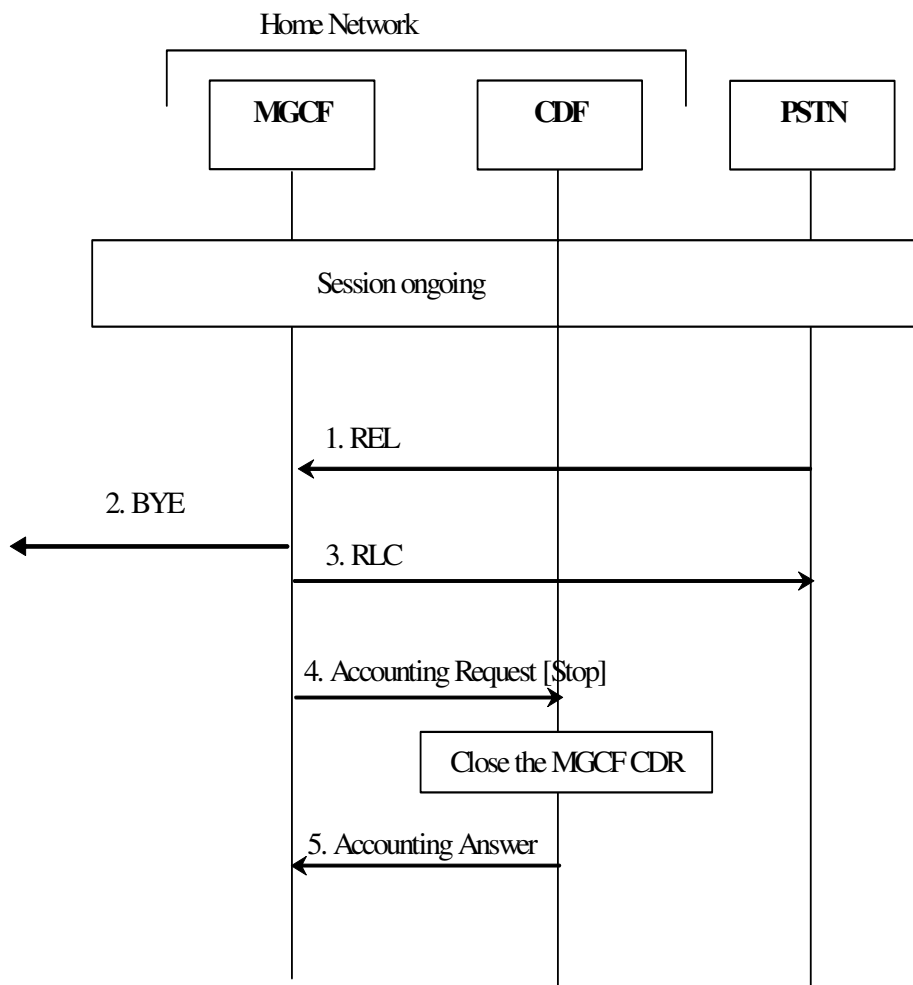 Home Network
MGCF
CDF
PSTN
Session ongoing
1. REL
2. BYE
3. RLC
4. Accounting Request [Stop]
Close the MGCF CDR
5. Accounting Answer